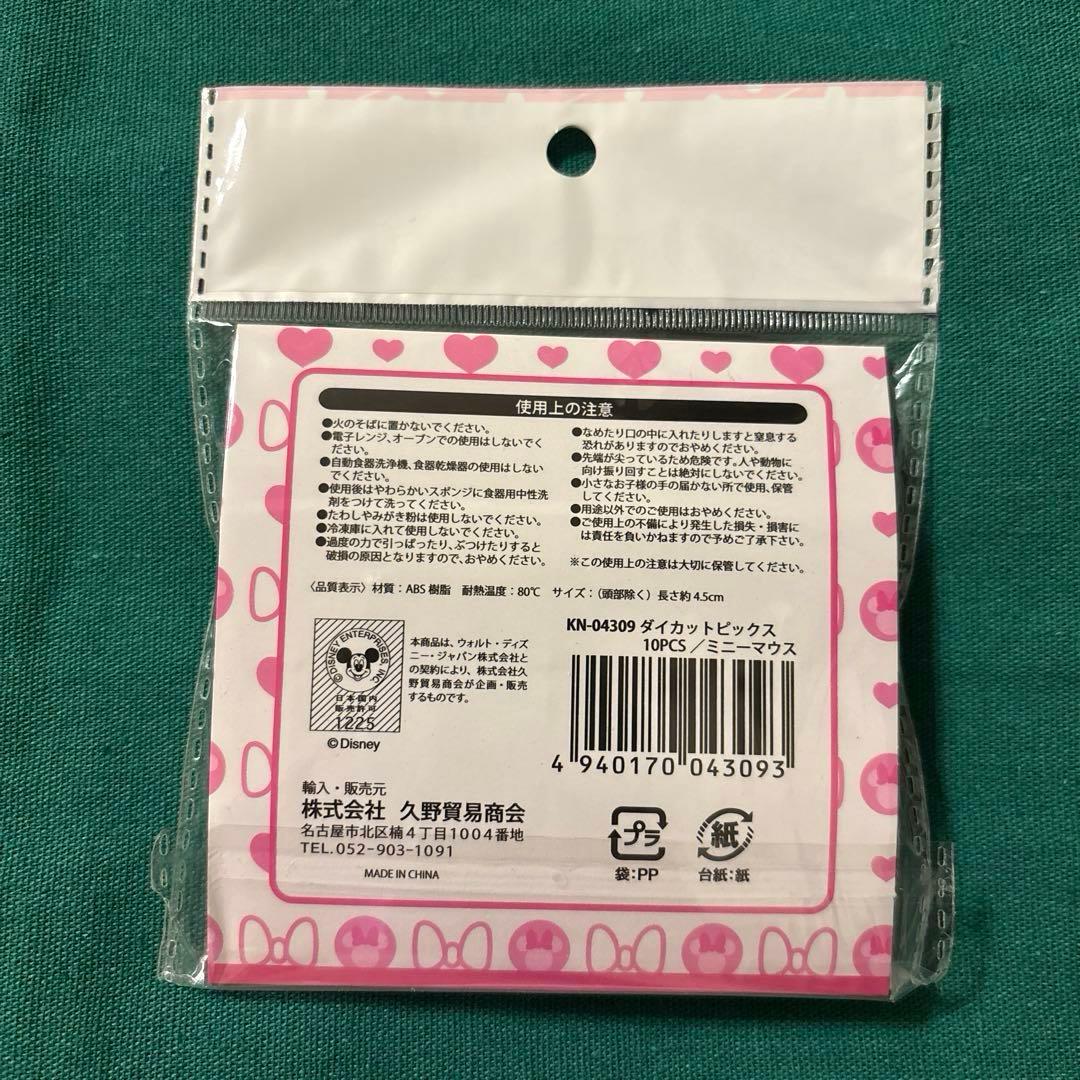 使用上の注意
●火のそばに置かないでください。
●電子レンジ、オーブンでの使用はしないでく
ださい。
●自動食器洗浄機、食器乾燥器の使用はしない
でください。
●使用後はやわらかいスポンジに食器用中性洗
剤をつけて洗ってください。
●たわしやみがき粉は使用しないでください。
●冷凍庫に入れて使用しないでください。
●過度の力で引っぱったり、ぶつけたりすると
破損の原因となりますので、おやめください。
●なめたり口の中に入れたりしますと窒息する
恐れがありますのでおやめください。
●先端が尖っているため危険です。人や動物に
向け振り回すことは絶対にしないでください。
●小さなお子様の手の届かない所で使用、保管
してください。
●用途以外でのご使用はおやめください。
●ご使用上の不備により発生した損失・損害に
は責任を負いかねますので予めご了承下さい。
※この使用上の注意は大切に保管してください。
〈品質表示〉材質：ABS樹脂 耐熱温度：80℃ サイズ：（頭部除く）長さ約4.5cm
KN-04309 ダイカットピックス
10PCS／ミニーマウス
©DISNEY ENTERPRISES, INC
日本国内
販売許可
1225
©Disney
本商品は、ウォルト・ディズ
ニー・ジャパン株式会社と
の契約により、株式会社久
野貿易商会が企画・販売
するものです。
4 940170 043093
輸入・販売元
株式会社 久野貿易商会
名古屋市北区楠4丁目1004番地
TEL.052-903-1091
MADE IN CHINA
プラ
袋：PP
紙
台紙：紙